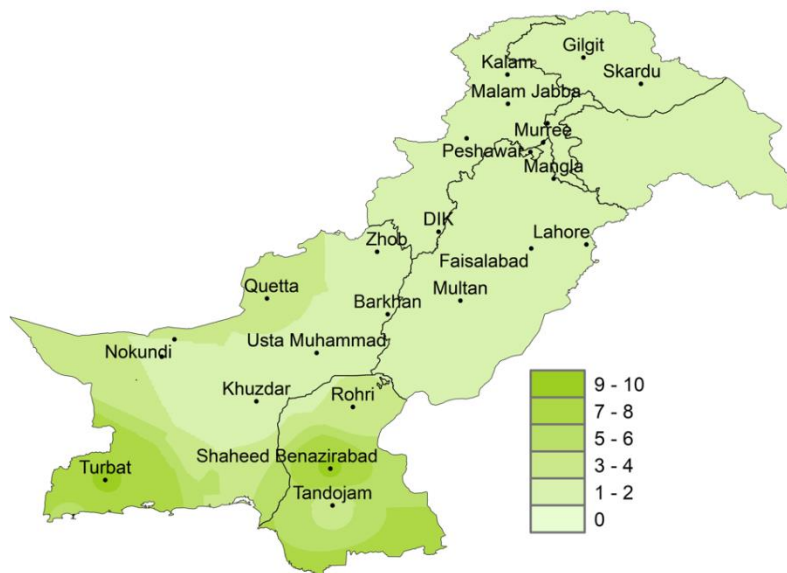 Gilgit
Kalam
Skardu
Malam Jabba
Murree
Peshawar
Mangla
DIK
Lahore
Zhob
Faisalabad
Quetta
Multan
Barkhan
Usta Muhammad
Nokundi
Khuzdar
Rohri
Shaheed Benazirabad
Turbat
Tandojam
9 - 10
7 - 8
5 - 6
3 - 4
1 - 2
0